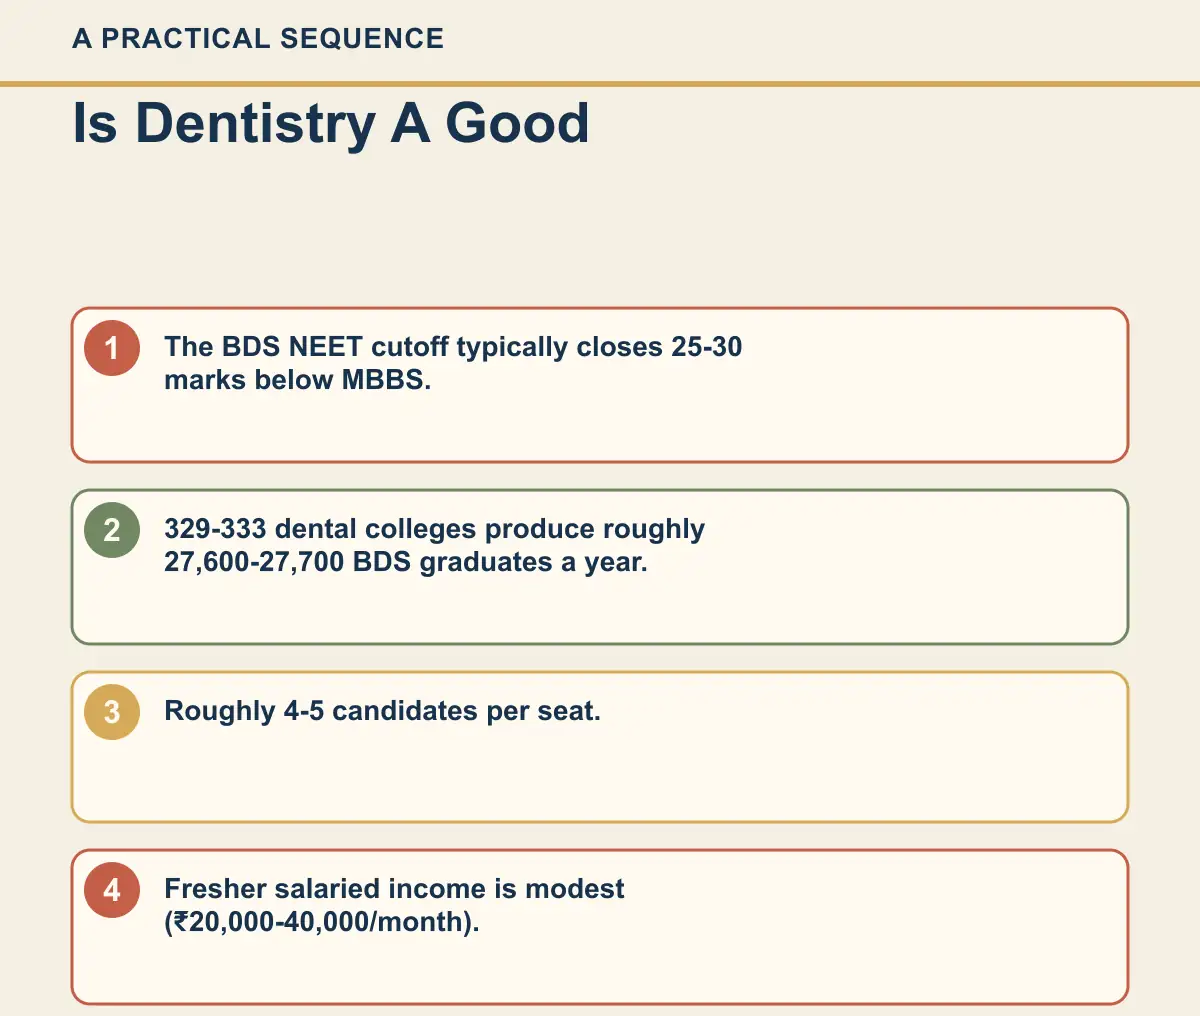 A PRACTICAL SEQUENCE
Is Dentistry A Good
1
The BDS NEET cutoff typically closes 25-30
marks below MBBS.
2
329-333 dental colleges produce roughly
27,600-27,700 BDS graduates a year.
3
Roughly 4-5 candidates per seat.
4
Fresher salaried income is modest
(₹20,000-40,000/month).